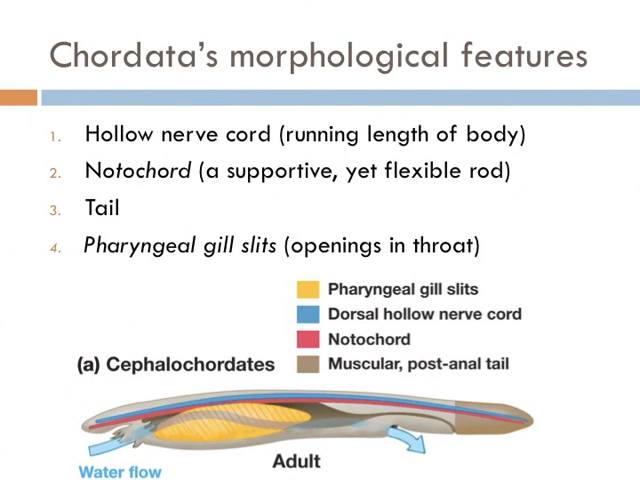 Chordata's morphological features
1. Hollow nerve cord (running length of body)
2. Notochord (a supportive, yet flexible rod)
3. Tail
4. Pharyngeal gill slits (openings in throat)
Pharyngeal gill slits
Dorsal hollow nerve cord
Notochord
Muscular, post-anal tail
(a) Cephalochordates
Water flow
Adult